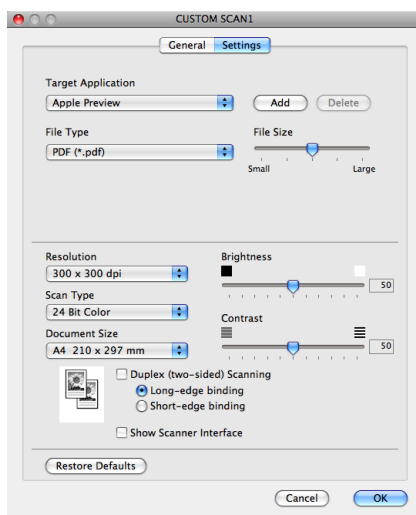 CUSTOM SCAN1
General Settings
Target Application
Apple Preview Add Delete
File Type File Size
PDF (*.pdf)
Small Large
Resolution Brightness
300 x 300 dpi
50
Scan Type
24 Bit Color
Contrast
Document Size
A4 210 x 297 mm 50
Duplex (two-sided) Scanning
Long-edge binding
Short-edge binding
Show Scanner Interface
Restore Defaults
Cancel OK